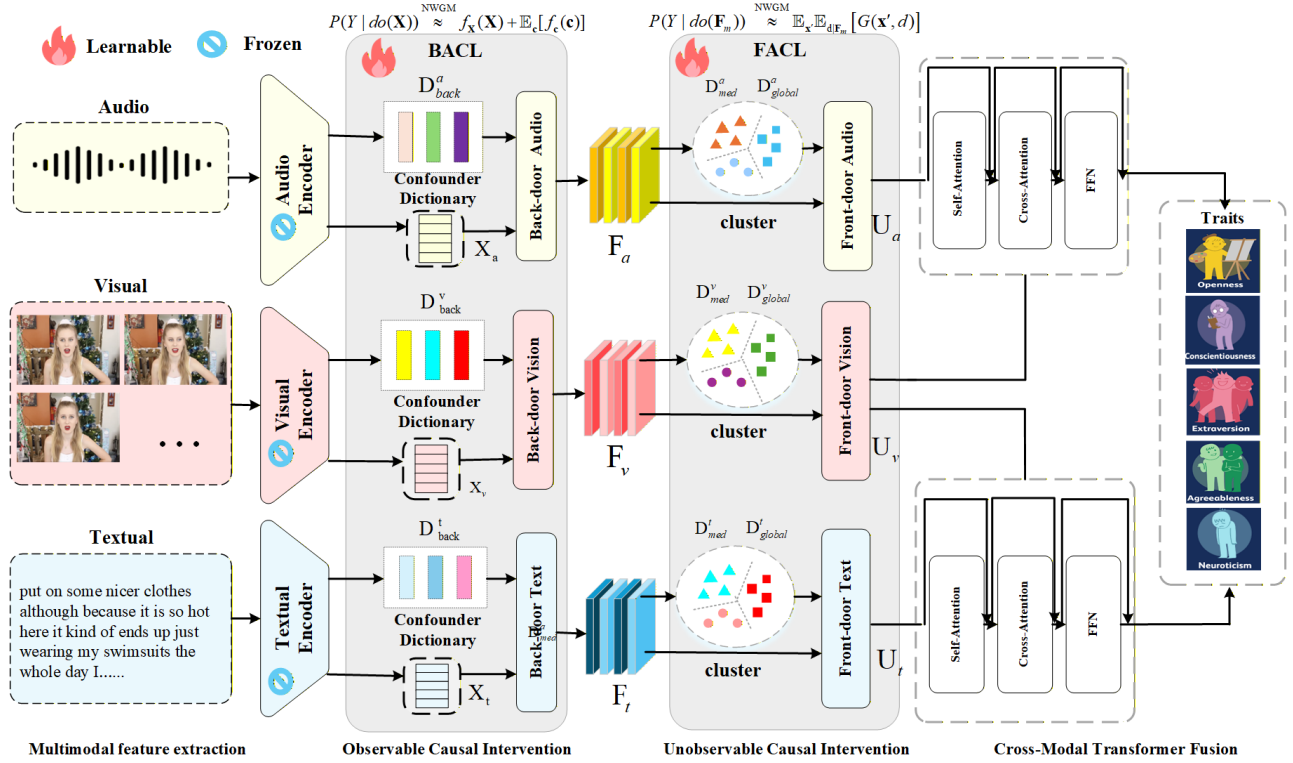 P(Y | do(X)) NWGM ≈ f_X(X) + 𝔼_c[f_c(c)]
P(Y | do(F_m)) NWGM ≈ 𝔼_x′ 𝔼_d|F_m [G(x′, d)]
Learnable
Frozen
BACL
FACL
Audio
Audio Encoder
D^a_back
Confounder
Dictionary
X_a
Back-door Audio
F_a
D^a_med
D^a_global
cluster
Front-door Audio
U_a
Self-Attention
Cross-Attention
FFN
Visual
Visual Encoder
D^v_back
Confounder
Dictionary
X_v
Back-door Vision
F_v
D^v_med
D^v_global
cluster
Front-door Vision
U_v
Traits
Openness
Conscientiousness
Extraversion
Agreeableness
Neuroticism
Textual
put on some nicer clothes
although because it is so hot
here it kind of ends up just
wearing my swimsuits the
whole day I......
Textual Encoder
D^t_back
Confounder
Dictionary
X_t
Back-door Text
F_t
D^t_med
D^t_global
cluster
Front-door Text
U_t
Self-Attention
Cross-Attention
FFN
Multimodal feature extraction
Observable Causal Intervention
Unobservable Causal Intervention
Cross-Modal Transformer Fusion